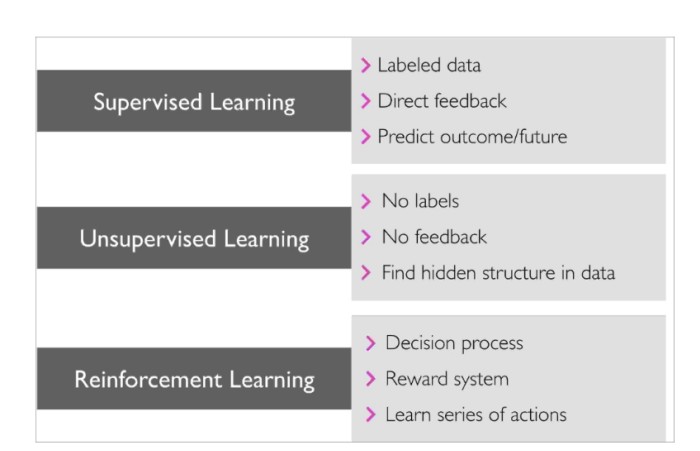 Supervised Learning
Labeled data
Direct feedback
Predict outcome/future
Unsupervised Learning
No labels
No feedback
Find hidden structure in data
Reinforcement Learning
Decision process
Reward system
Learn series of actions